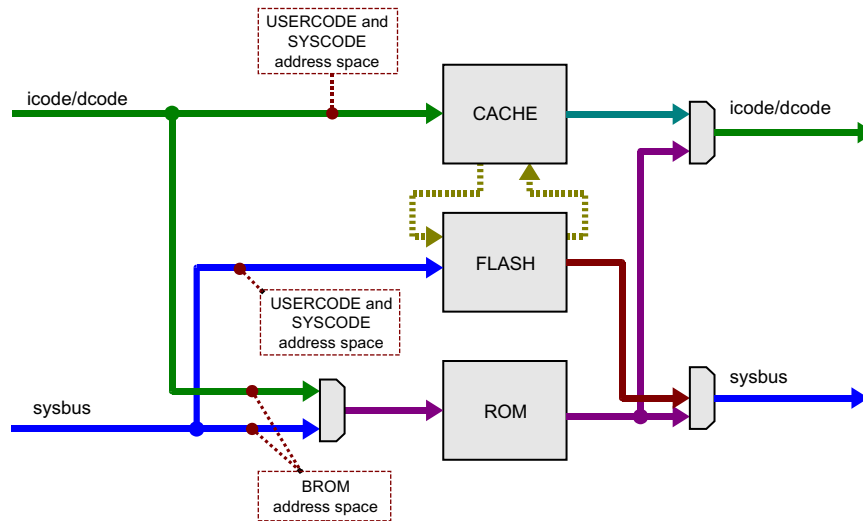 USERCODE and
SYSCODE
address space
icode/dcode
CACHE
icode/dcode
FLASH
USERCODE and
SYSCODE
address space
sysbus
ROM
sysbus
BROM
address space